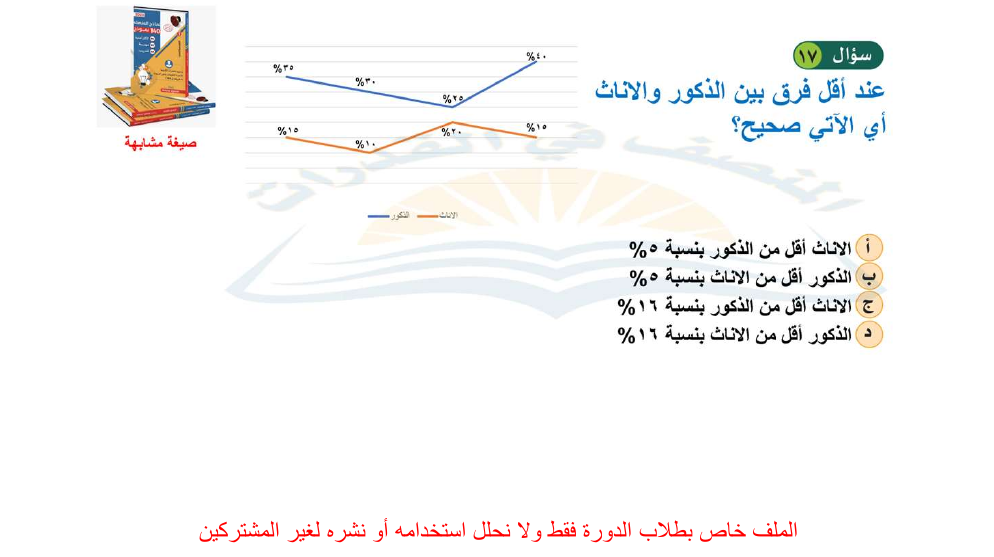 سؤال ١٧
عند أقل فرق بين الذكور والاناث
أي الآتي صحيح؟
%٣٥
%٣٠
%٢٥
%٤٠
%١٥
%١٠
%٢٠
%١٥
الذكور
الاناث
صيغة مشابهة
المنصف في القدرات
أ الاناث أقل من الذكور بنسبة ٥%
ب الذكور أقل من الاناث بنسبة ٥%
ج الاناث أقل من الذكور بنسبة ١٦%
د الذكور أقل من الاناث بنسبة ١٦%
الملف خاص بطلاب الدورة فقط ولا نحلل استخدامه أو نشره لغير المشتركين